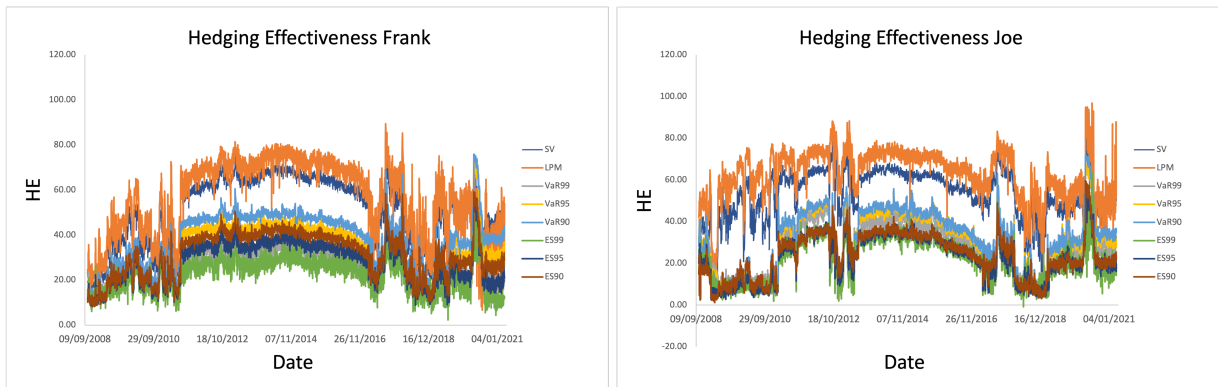 Hedging Effectiveness Frank
120.00
100.00
80.00
60.00
40.00
20.00
0.00
HE
09/09/2008 29/09/2010 18/10/2012 07/11/2014 26/11/2016 16/12/2018 04/01/2021
Date
SV
LPM
VaR99
VaR95
VaR90
ES99
ES95
ES90
Hedging Effectiveness Joe
120.00
100.00
80.00
60.00
40.00
20.00
0.00
-20.00
HE
09/09/2008 29/09/2010 18/10/2012 07/11/2014 26/11/2016 16/12/2018 04/01/2021
Date
SV
LPM
VaR99
VaR95
VaR90
ES99
ES95
ES90